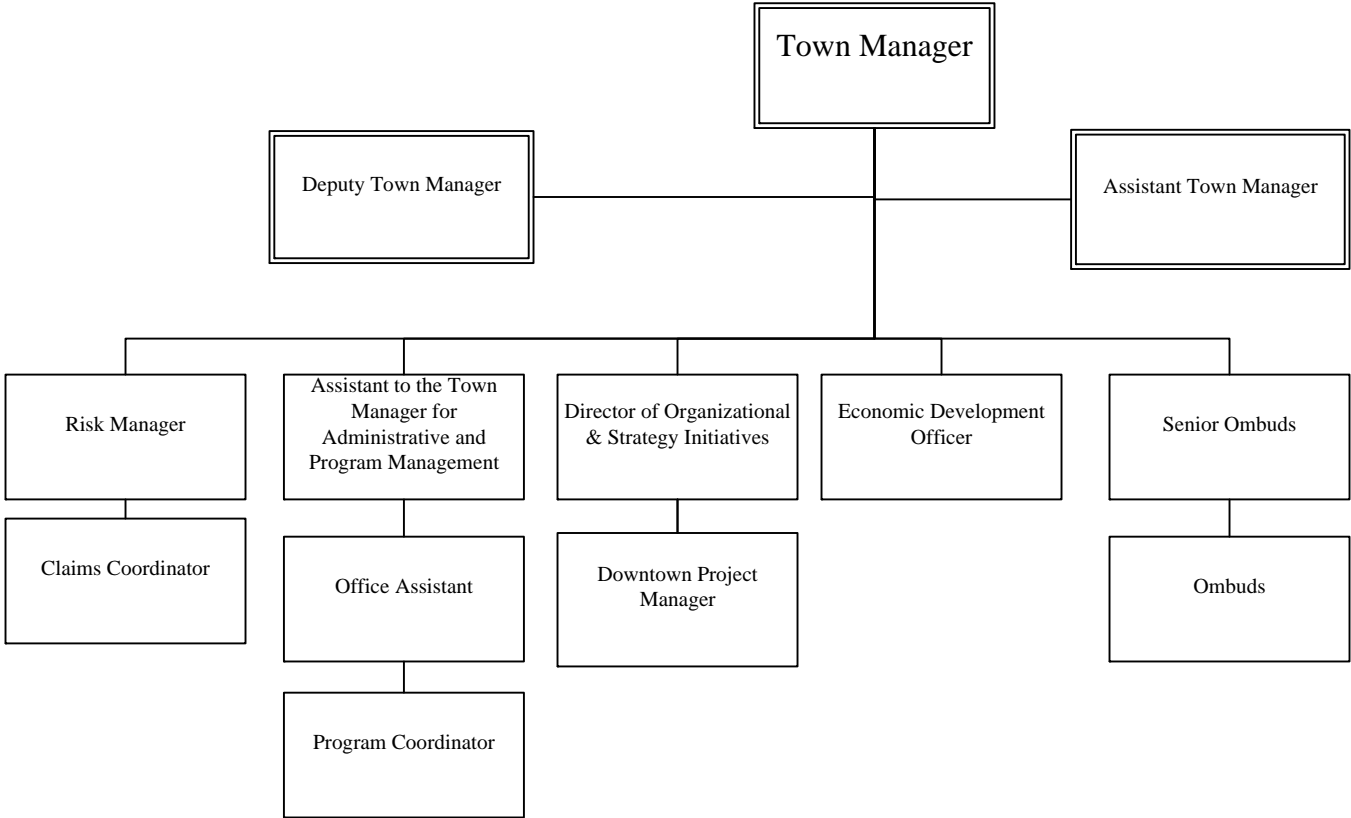 Town Manager
Deputy Town Manager
Assistant Town Manager
Risk Manager
Assistant to the Town
Manager for
Administrative and
Program Management
Director of Organizational
& Strategy Initiatives
Economic Development
Officer
Senior Ombuds
Claims Coordinator
Office Assistant
Downtown Project
Manager
Ombuds
Program Coordinator